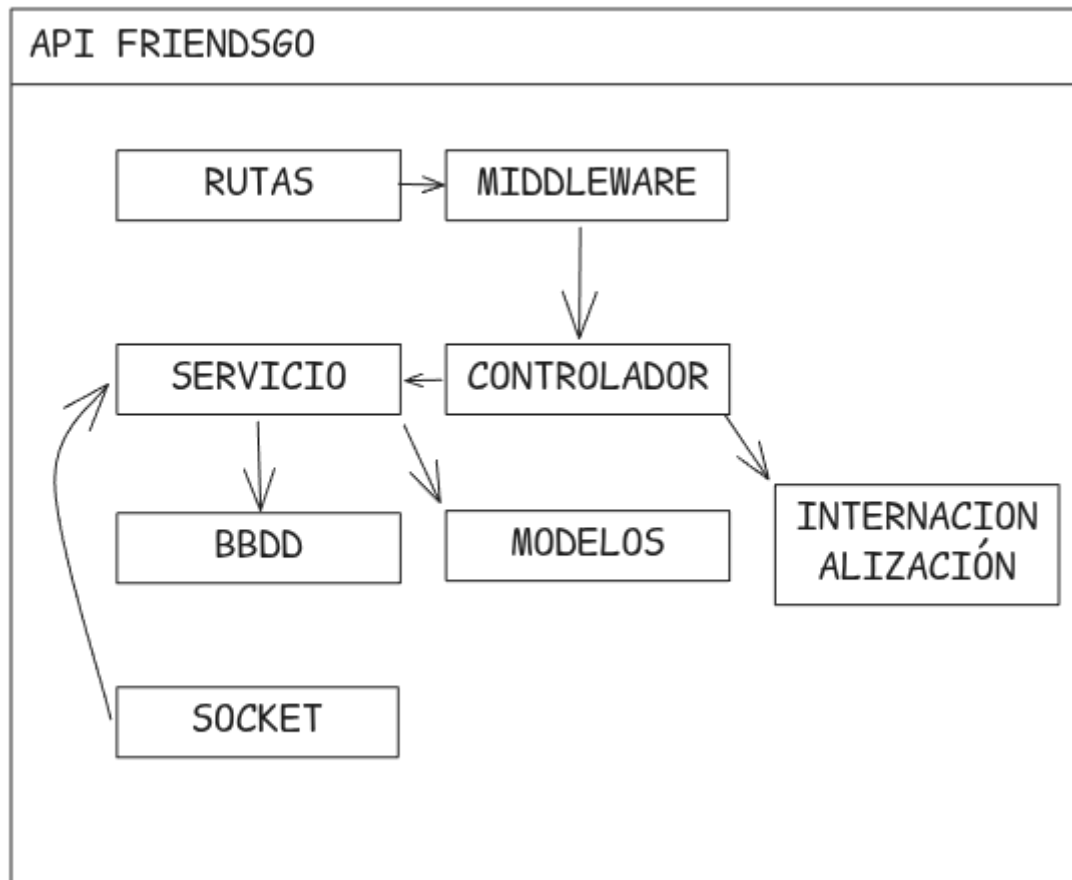 API FRIENDSGO
RUTAS
MIDDLEWARE
SERVICIO
CONTROLADOR
BBDD
MODELOS
INTERNACION
ALIZACIÓN
SOCKET